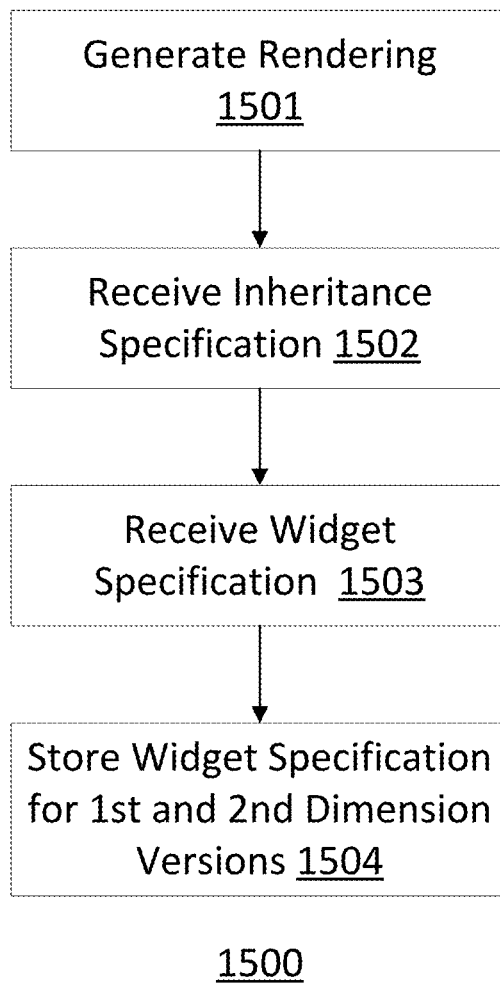 Generate Rendering
1501
Receive Inheritance
Specification 1502
Receive Widget
Specification 1503
Store Widget Specification
for 1st and 2nd Dimension
Versions 1504
1500